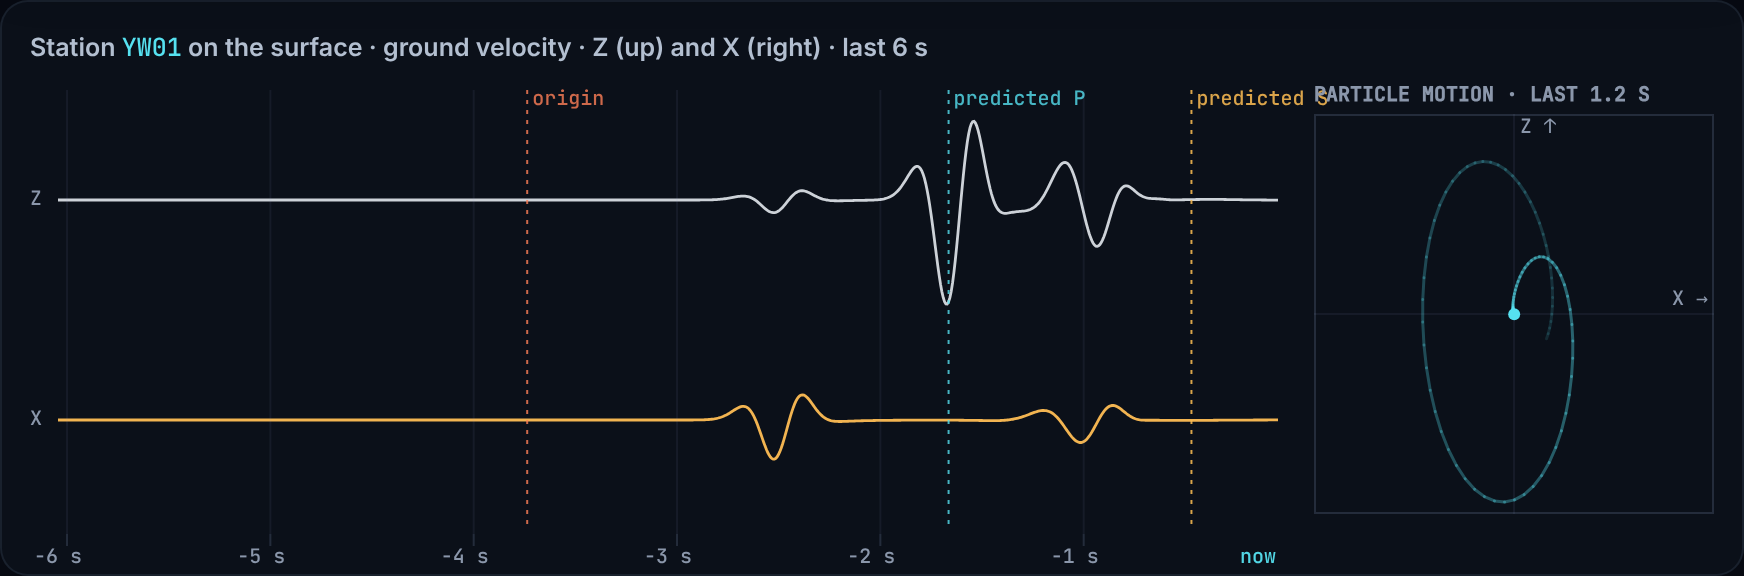 Station YW01 on the surface · ground velocity · Z (up) and X (right) · last 6 s
origin
predicted P
predicted S
PARTICLE MOTION · LAST 1.2 S
Z ↑
Z
X →
X
-6 s
-5 s
-4 s
-3 s
-2 s
-1 s
now